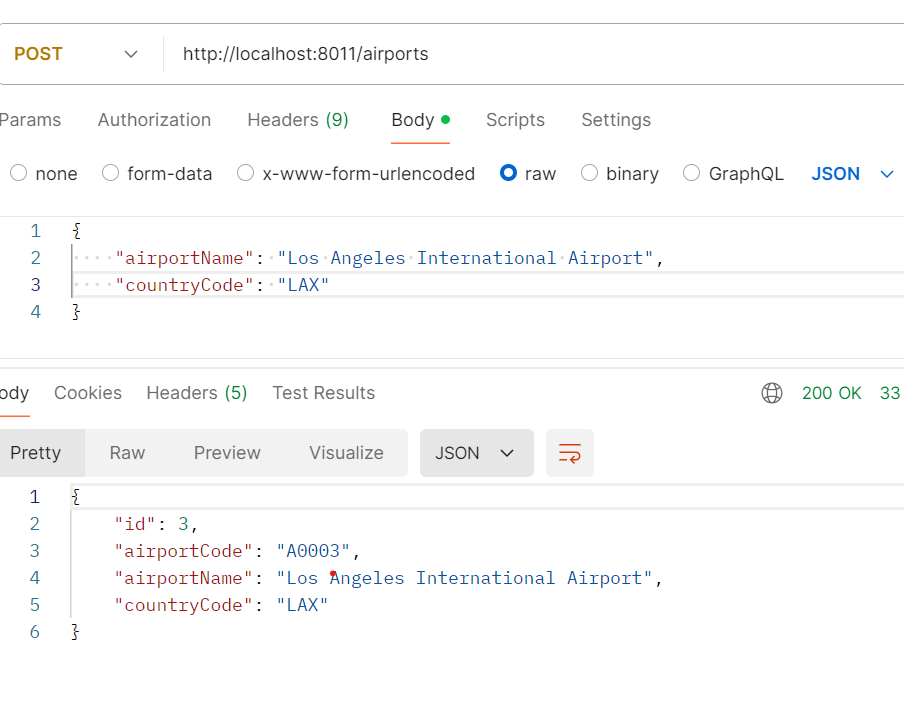 POST http://localhost:8011/airports
Params Authorization Headers (9) Body Scripts Settings
none form-data x-www-form-urlencoded raw binary GraphQL JSON
1 {
2 "airportName": "Los Angeles International Airport",
3 "countryCode": "LAX"
4 }
ody Cookies Headers (5) Test Results 200 OK 33
Pretty Raw Preview Visualize JSON
1 {
2 "id": 3,
3 "airportCode": "A0003",
4 "airportName": "Los Angeles International Airport",
5 "countryCode": "LAX"
6 }